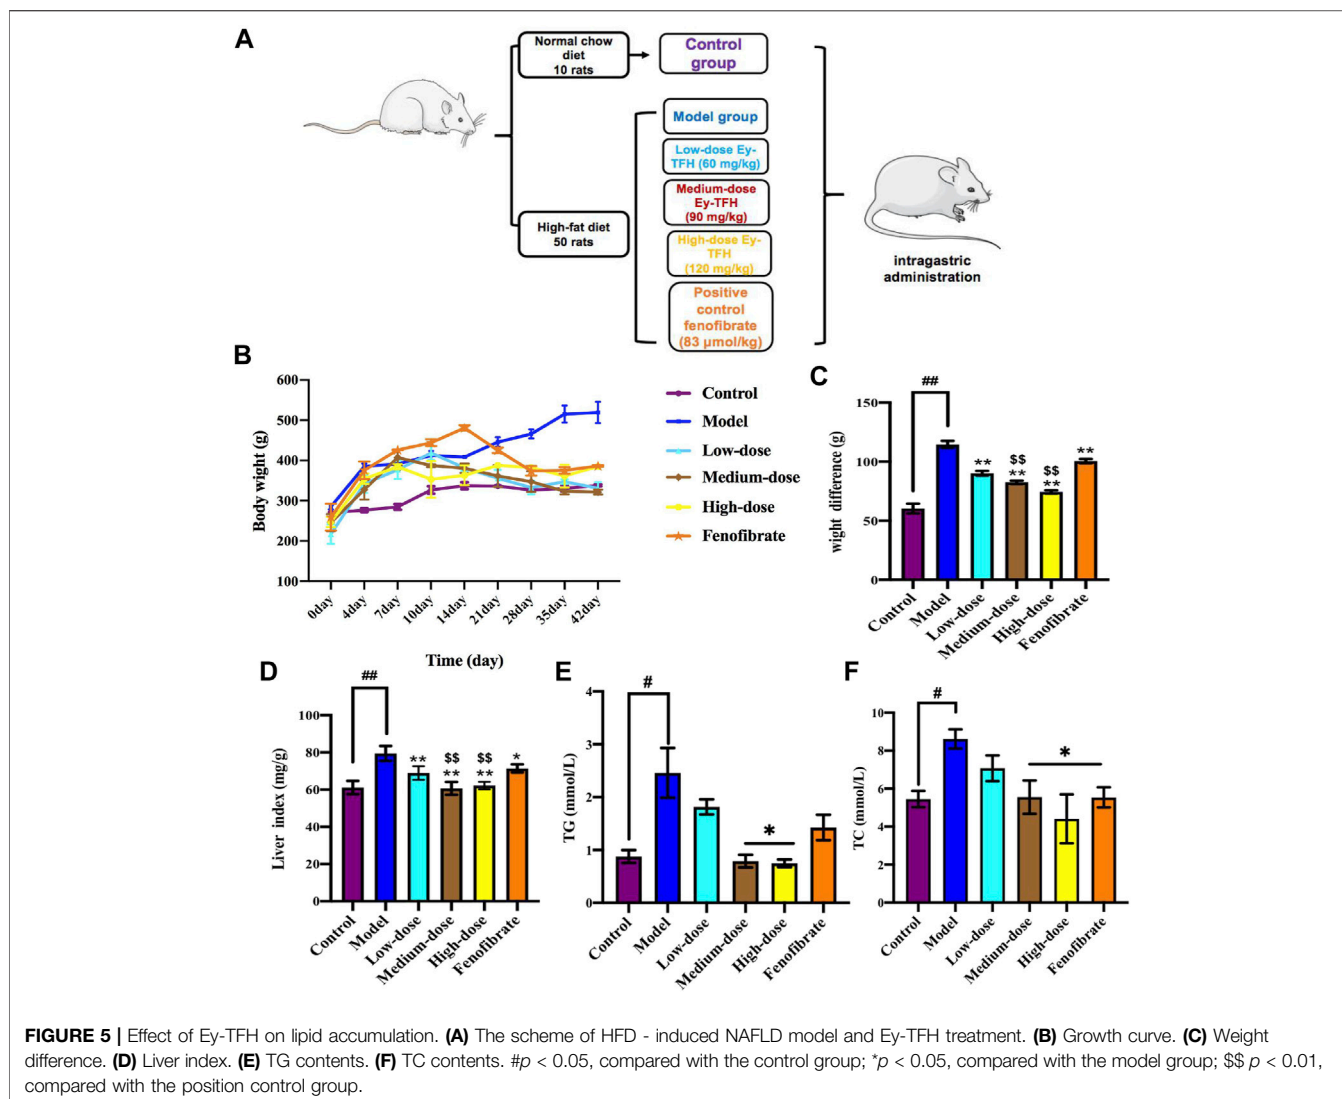 A
Normal chow
diet
10 rats
Control
group
Model group
Low-dose Ey-
TFH (60 mg/kg)
Medium-dose
Ey-TFH
(90 mg/kg)
High-fat diet
50 rats
High-dose Ey-
TFH
(120 mg/kg)
Positive
control
fenofibrate
(83 μmol/kg)
intragastric
administration
B
600
500
400
300
200
100
Body weight (g)
0day
4day
7day
10day
14day
21day
28day
35day
42day
Time (day)
Control
Model
Low-dose
Medium-dose
High-dose
Fenofibrate
C
##
150
100
50
0
wight difference (g)
**
$$
**
$$
**
**
Control
Model
Low-dose
Medium-dose
High-dose
Fenofibrate
D
##
100
80
60
40
20
0
Liver index (mg/g)
**
$$
**
$$
**
*
Control
Model
Low-dose
Medium-dose
High-dose
Fenofibrate
E
#
4
3
2
1
0
TG (mmol/L)
*
Control
Model
Low-dose
Medium-dose
High-dose
Fenofibrate
F
#
10
8
6
4
2
0
TC (mmol/L)
*
Control
Model
Low-dose
Medium-dose
High-dose
Fenofibrate
FIGURE 5 | Effect of Ey-TFH on lipid accumulation. (A) The scheme of HFD - induced NAFLD model and Ey-TFH treatment. (B) Growth curve. (C) Weight
difference. (D) Liver index. (E) TG contents. (F) TC contents. #p < 0.05, compared with the control group; *p < 0.05, compared with the model group; $$ p < 0.01,
compared with the position control group.